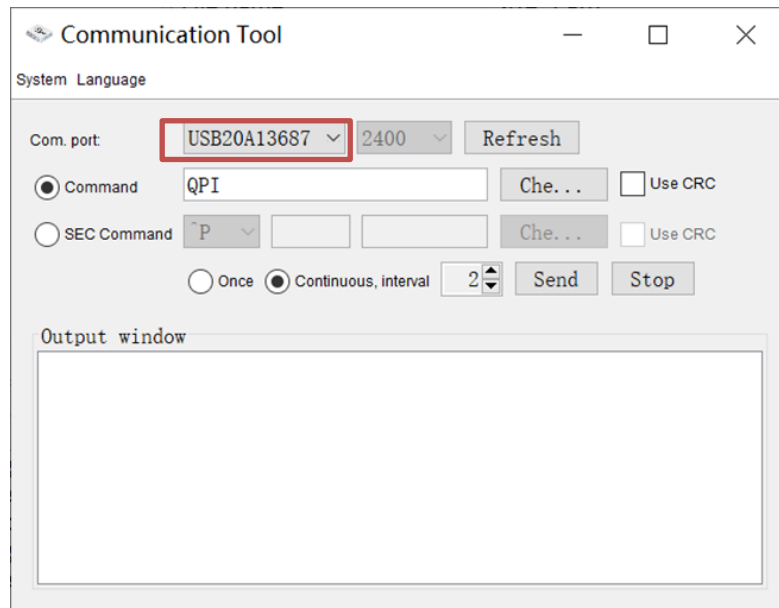 Communication Tool
System Language
Com. port: USB20A13687 2400 Refresh
Command QPI Che... Use CRC
SEC Command ^P Che... Use CRC
Once Continuous, interval 2 Send Stop
Output window